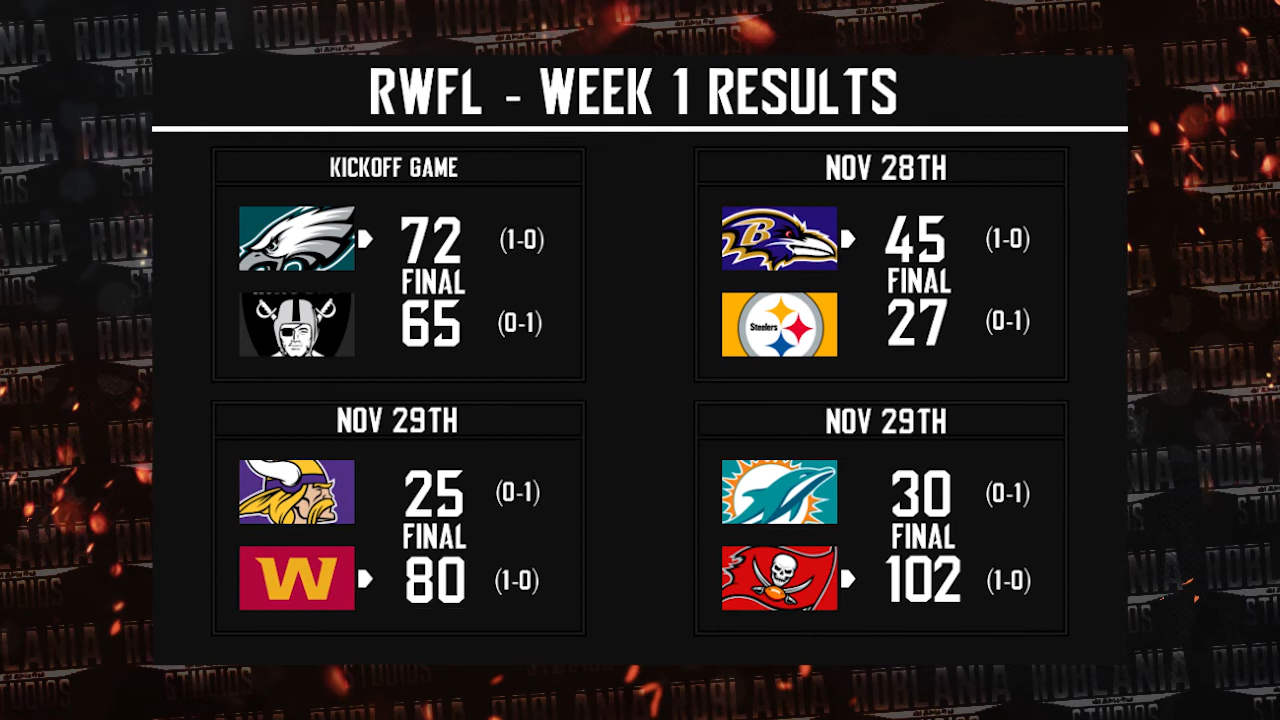 RWFL - WEEK 1 RESULTS
KICKOFF GAME
72 (1-0)
FINAL
65 (0-1)
NOV 28TH
B
45 (1-0)
FINAL
Steelers
27 (0-1)
NOV 29TH
25 (0-1)
FINAL
W
80 (1-0)
NOV 29TH
30 (0-1)
FINAL
102 (1-0)
ROBLANIA
STUDIOS